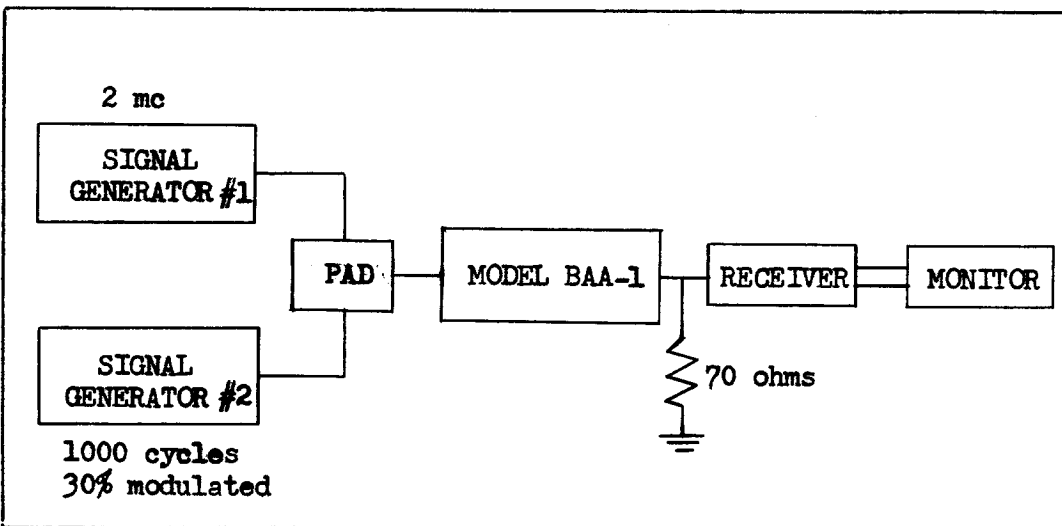 2 mc
SIGNAL
GENERATOR #1
PAD
MODEL BAA-1
RECEIVER
MONITOR
SIGNAL
GENERATOR #2
70 ohms
1000 cycles
30% modulated